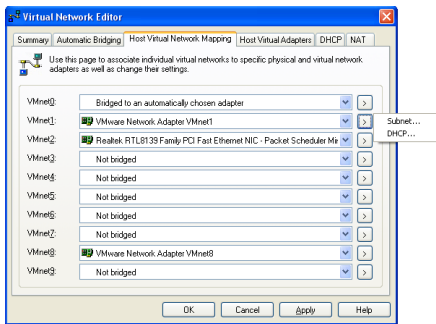 Virtual Network Editor
Summary Automatic Bridging Host Virtual Network Mapping Host Virtual Adapters DHCP NAT
Use this page to associate individual virtual networks to specific physical and virtual network
adapters as well as change their settings.
VMnet0: Bridged to an automatically chosen adapter >
VMnet1: VMware Network Adapter VMnet1 >
Subnet...
DHCP...
VMnet2: Realtek RTL8139 Family PCI Fast Ethernet NIC - Packet Scheduler Mir >
VMnet3: Not bridged >
VMnet4: Not bridged >
VMnet5: Not bridged >
VMnet6: Not bridged >
VMnet7: Not bridged >
VMnet8: VMware Network Adapter VMnet8 >
VMnet9: Not bridged >
OK Cancel Apply Help